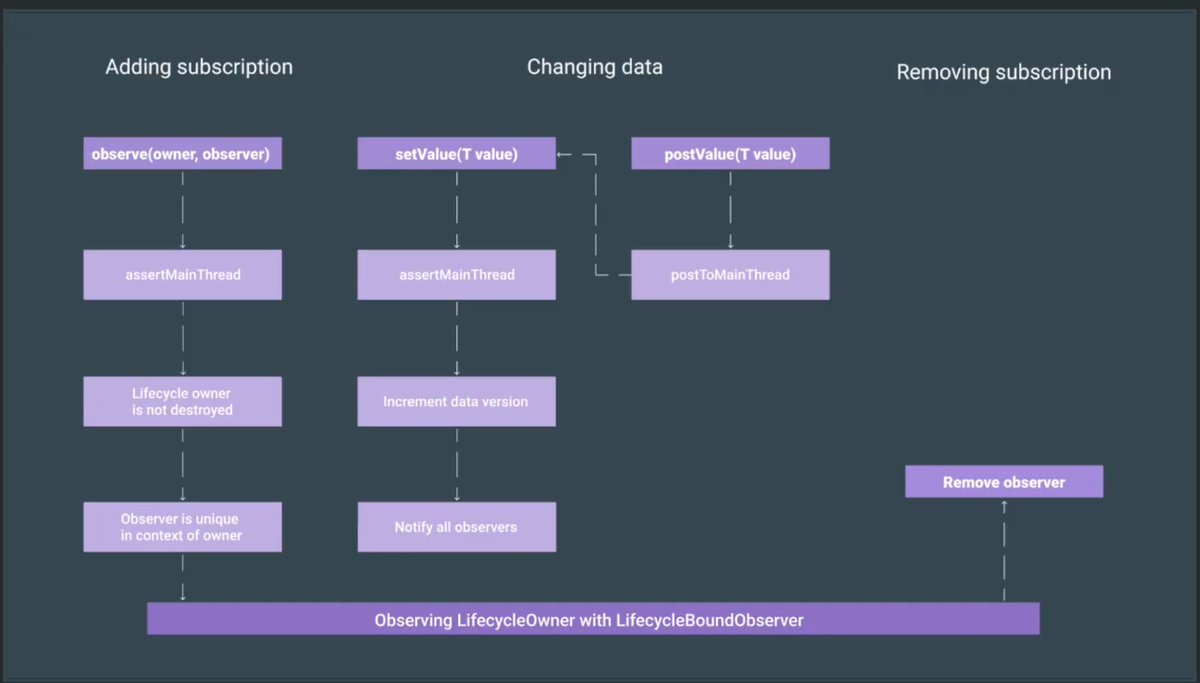 Adding subscription
Changing data
Removing subscription
observe(owner, observer)
setValue(T value)
postValue(T value)
assertMainThread
assertMainThread
postToMainThread
Lifecycle owner
is not destroyed
Increment data version
Remove observer
Observer is unique
in context of owner
Notify all observers
Observing LifecycleOwner with LifecycleBoundObserver